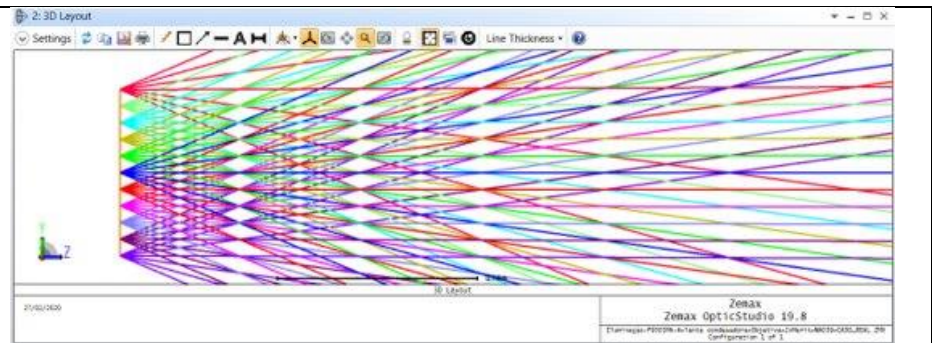 2: 3D Layout
Settings
Line Thickness
Y
Z
3D Layout
27/02/2020
Zemax
Zemax OpticStudio 19.8
Configuration 1 of 1